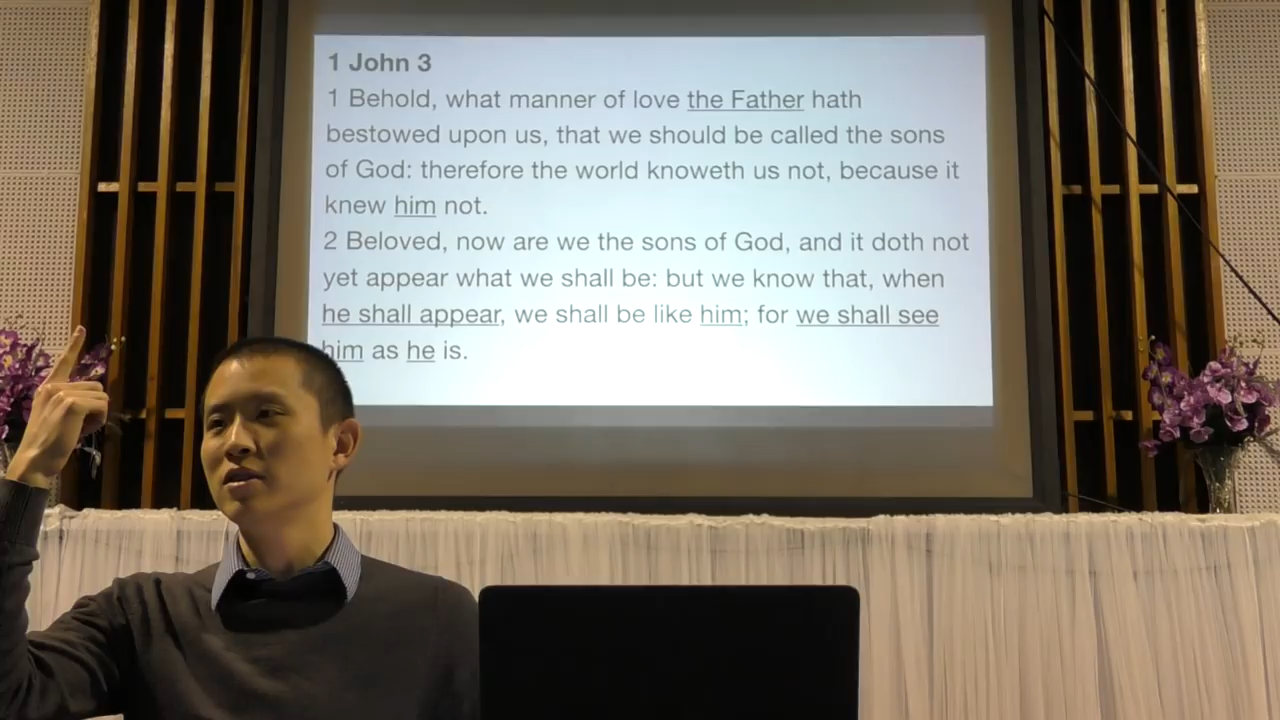 1 John 3
1 Behold, what manner of love the Father hath
bestowed upon us, that we should be called the sons
of God: therefore the world knoweth us not, because it
knew him not.
2 Beloved, now are we the sons of God, and it doth not
yet appear what we shall be: but we know that, when
he shall appear, we shall be like him; for we shall see
him as he is.